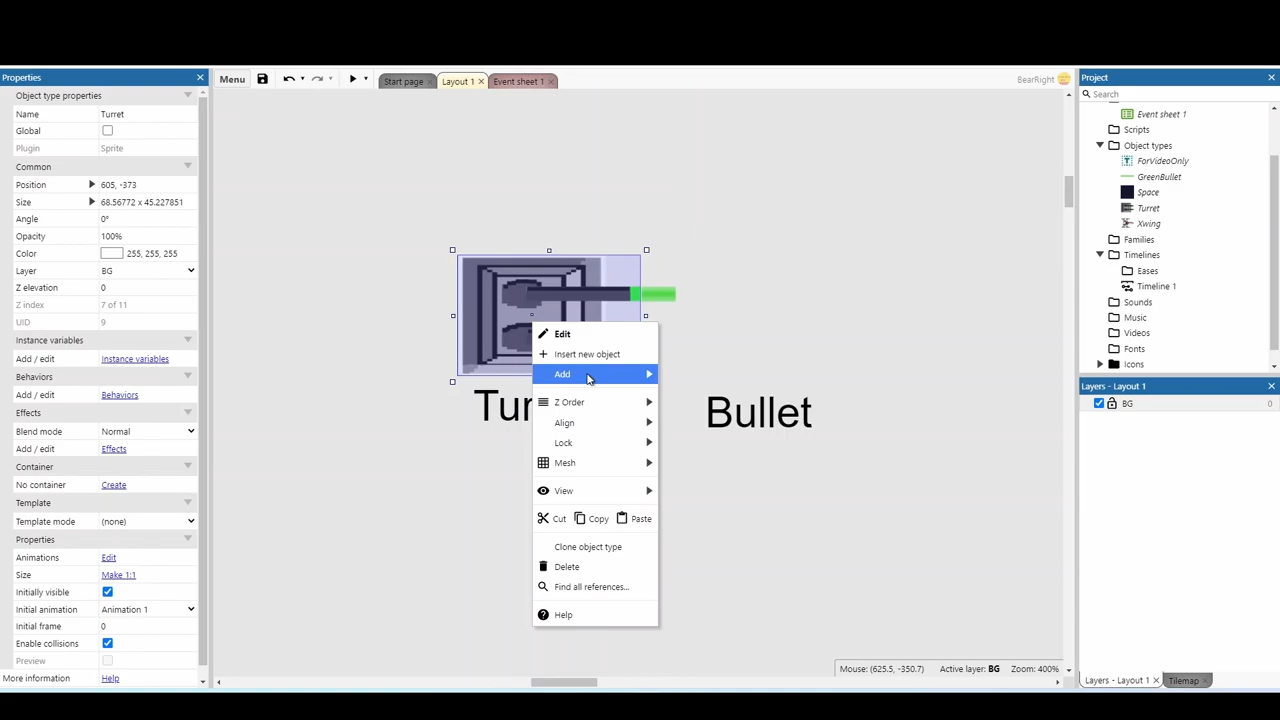 Properties
Object type properties
Name Turret
Global
Plugin Sprite
Common
Position 605, -373
Size 68.56772 x 45.227851
Angle 0°
Opacity 100%
Color 255, 255, 255
Layer BG
Z elevation 0
Z index 7 of 11
UID 9
Instance variables
Add / edit Instance variables
Behaviors
Add / edit Behaviors
Effects
Blend mode Normal
Add / edit Effects
Container
No container Create
Template
Template mode (none)
Properties
Animations Edit
Size Make 1:1
Initially visible
Initial animation Animation 1
Initial frame 0
Enable collisions
Preview
More information Help
Menu
Start page
Layout 1
Event sheet 1
BearRight
Tur
Bullet
Edit
Insert new object
Add
Z Order
Align
Lock
Mesh
View
Cut Copy Paste
Clone object type
Delete
Find all references...
Help
Mouse: (625.5, -350.7) Active layer: BG Zoom: 400%
Project
Search
Event sheet 1
Scripts
Object types
ForVideoOnly
GreenBullet
Space
Turret
Xwing
Families
Timelines
Eases
Timeline 1
Sounds
Music
Videos
Fonts
Icons
Layers - Layout 1
BG 0
Layers - Layout 1
Tilemap